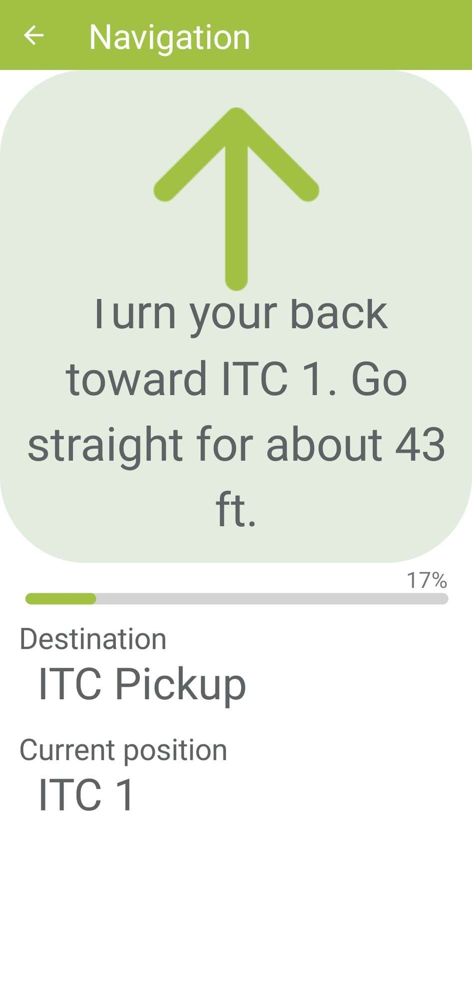 Navigation
Turn your back
toward ITC 1. Go
straight for about 43
ft.
17%
Destination
ITC Pickup
Current position
ITC 1